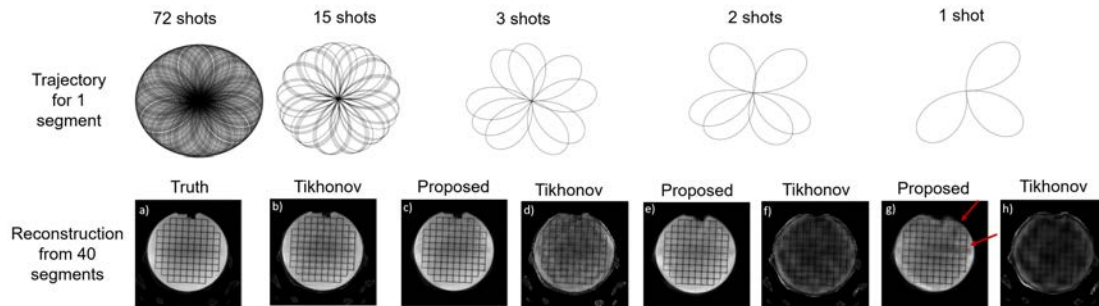 72 shots
15 shots
3 shots
2 shots
1 shot
Trajectory
for 1
segment
Truth
Tikhonov
Proposed
Tikhonov
Proposed
Tikhonov
Proposed
Tikhonov
Reconstruction
from 40
segments
a)
b)
c)
d)
e)
f)
g)
h)